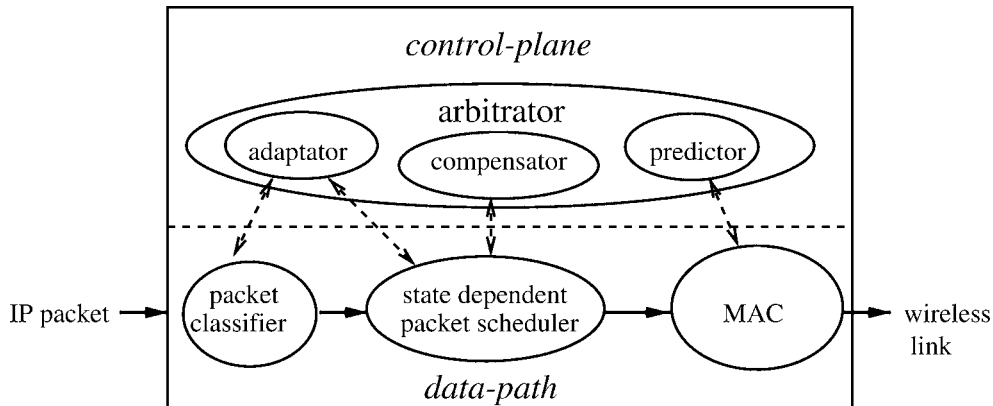 control-plane
arbitrator
adaptator
compensator
predictor
IP packet
packet
classifier
state dependent
packet scheduler
MAC
wireless
link
data-path